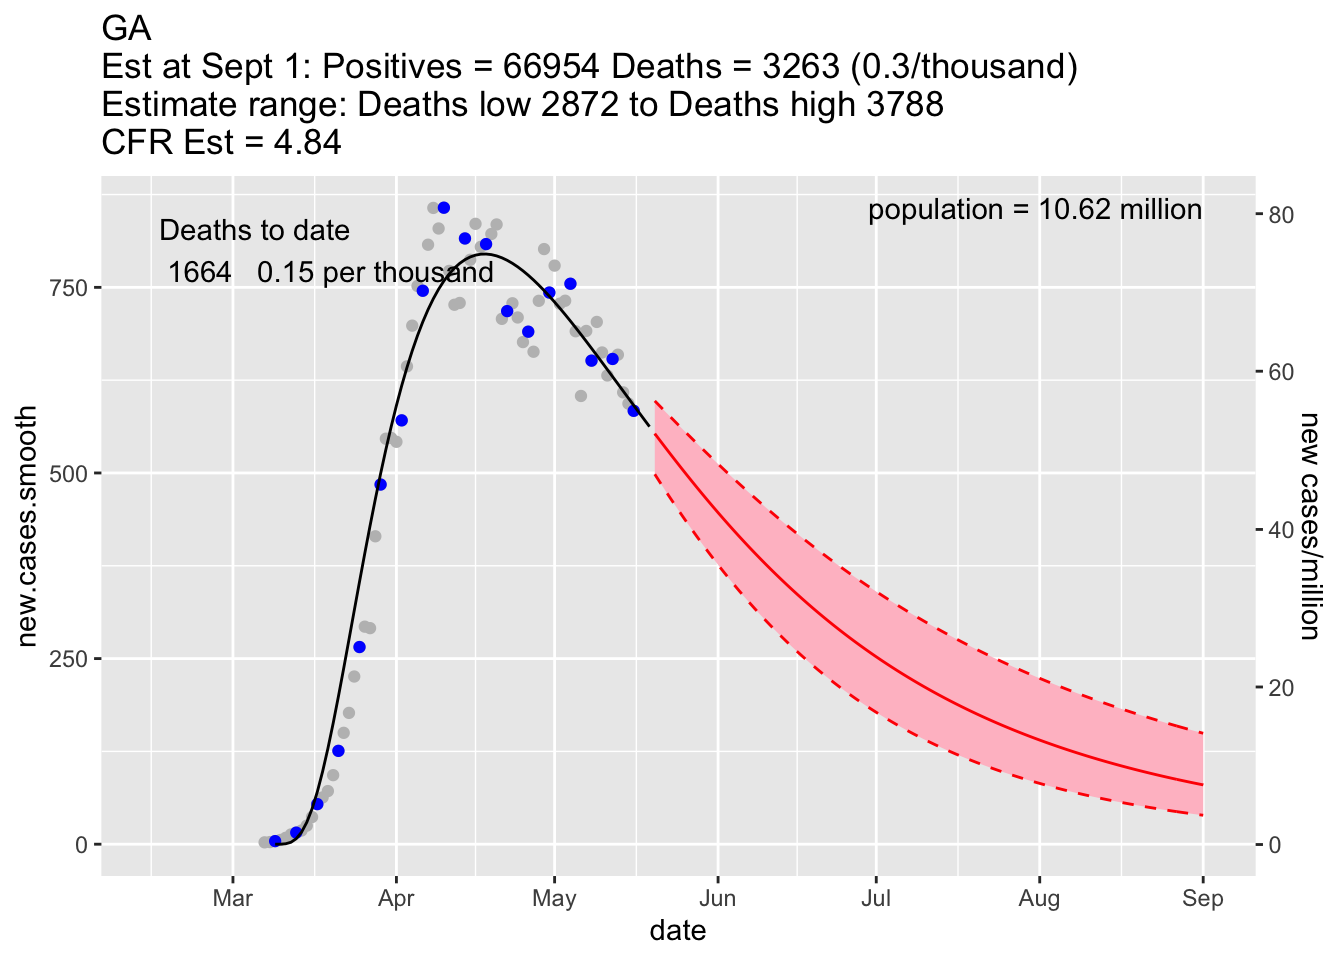 GA
Est at Sept 1: Positives = 66954 Deaths = 3263 (0.3/thousand)
Estimate range: Deaths low 2872 to Deaths high 3788
CFR Est = 4.84
Deaths to date
1664 0.15 per thousand
population = 10.62 million
new.cases.smooth
750
500
250
0
80
60
40
20
0
new cases/million
Mar Apr May Jun Jul Aug Sep
date